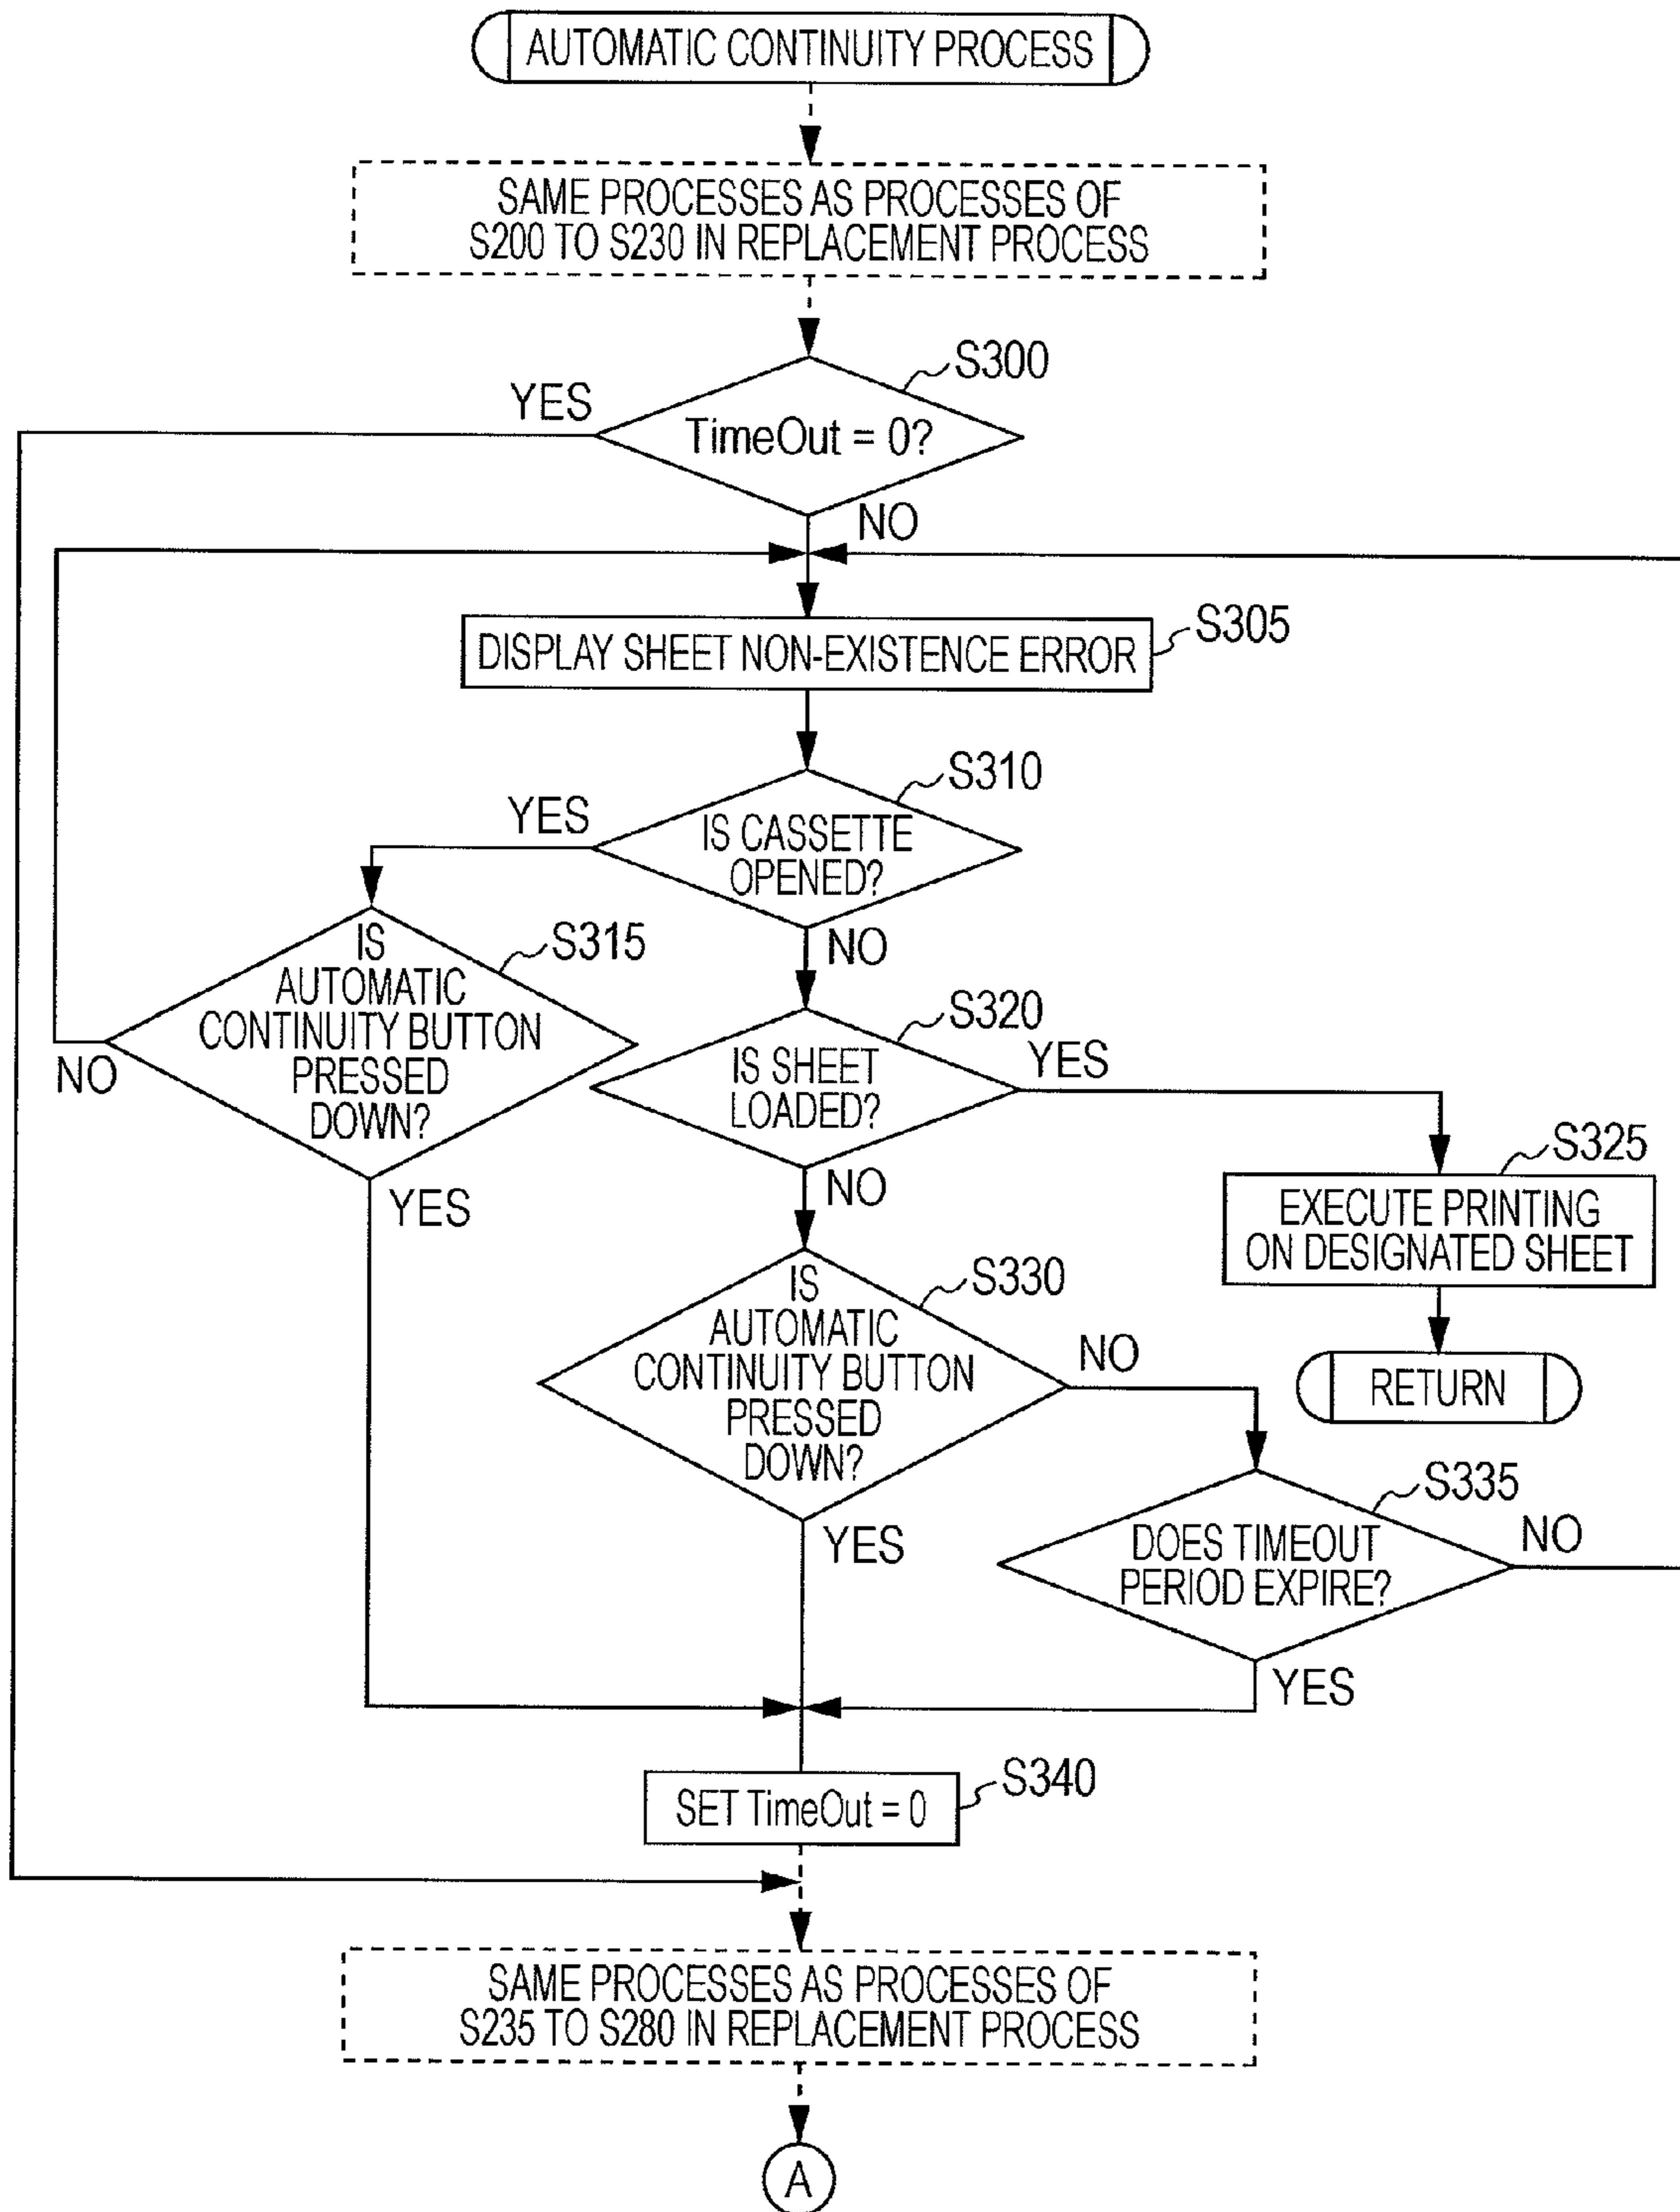 AUTOMATIC CONTINUITY PROCESS
SAME PROCESSES AS PROCESSES OF
S200 TO S230 IN REPLACEMENT PROCESS
S300
YES
TimeOut = 0?
NO
DISPLAY SHEET NON-EXISTENCE ERROR
S305
S310
YES
IS CASSETTE
OPENED?
NO
S315
IS
AUTOMATIC
CONTINUITY BUTTON
PRESSED
DOWN?
NO
YES
S320
IS SHEET
LOADED?
YES
NO
S325
EXECUTE PRINTING
ON DESIGNATED SHEET
RETURN
S330
IS
AUTOMATIC
CONTINUITY BUTTON
PRESSED
DOWN?
NO
YES
S335
DOES TIMEOUT
PERIOD EXPIRE?
NO
YES
SET TimeOut = 0
S340
SAME PROCESSES AS PROCESSES OF
S235 TO S280 IN REPLACEMENT PROCESS
A